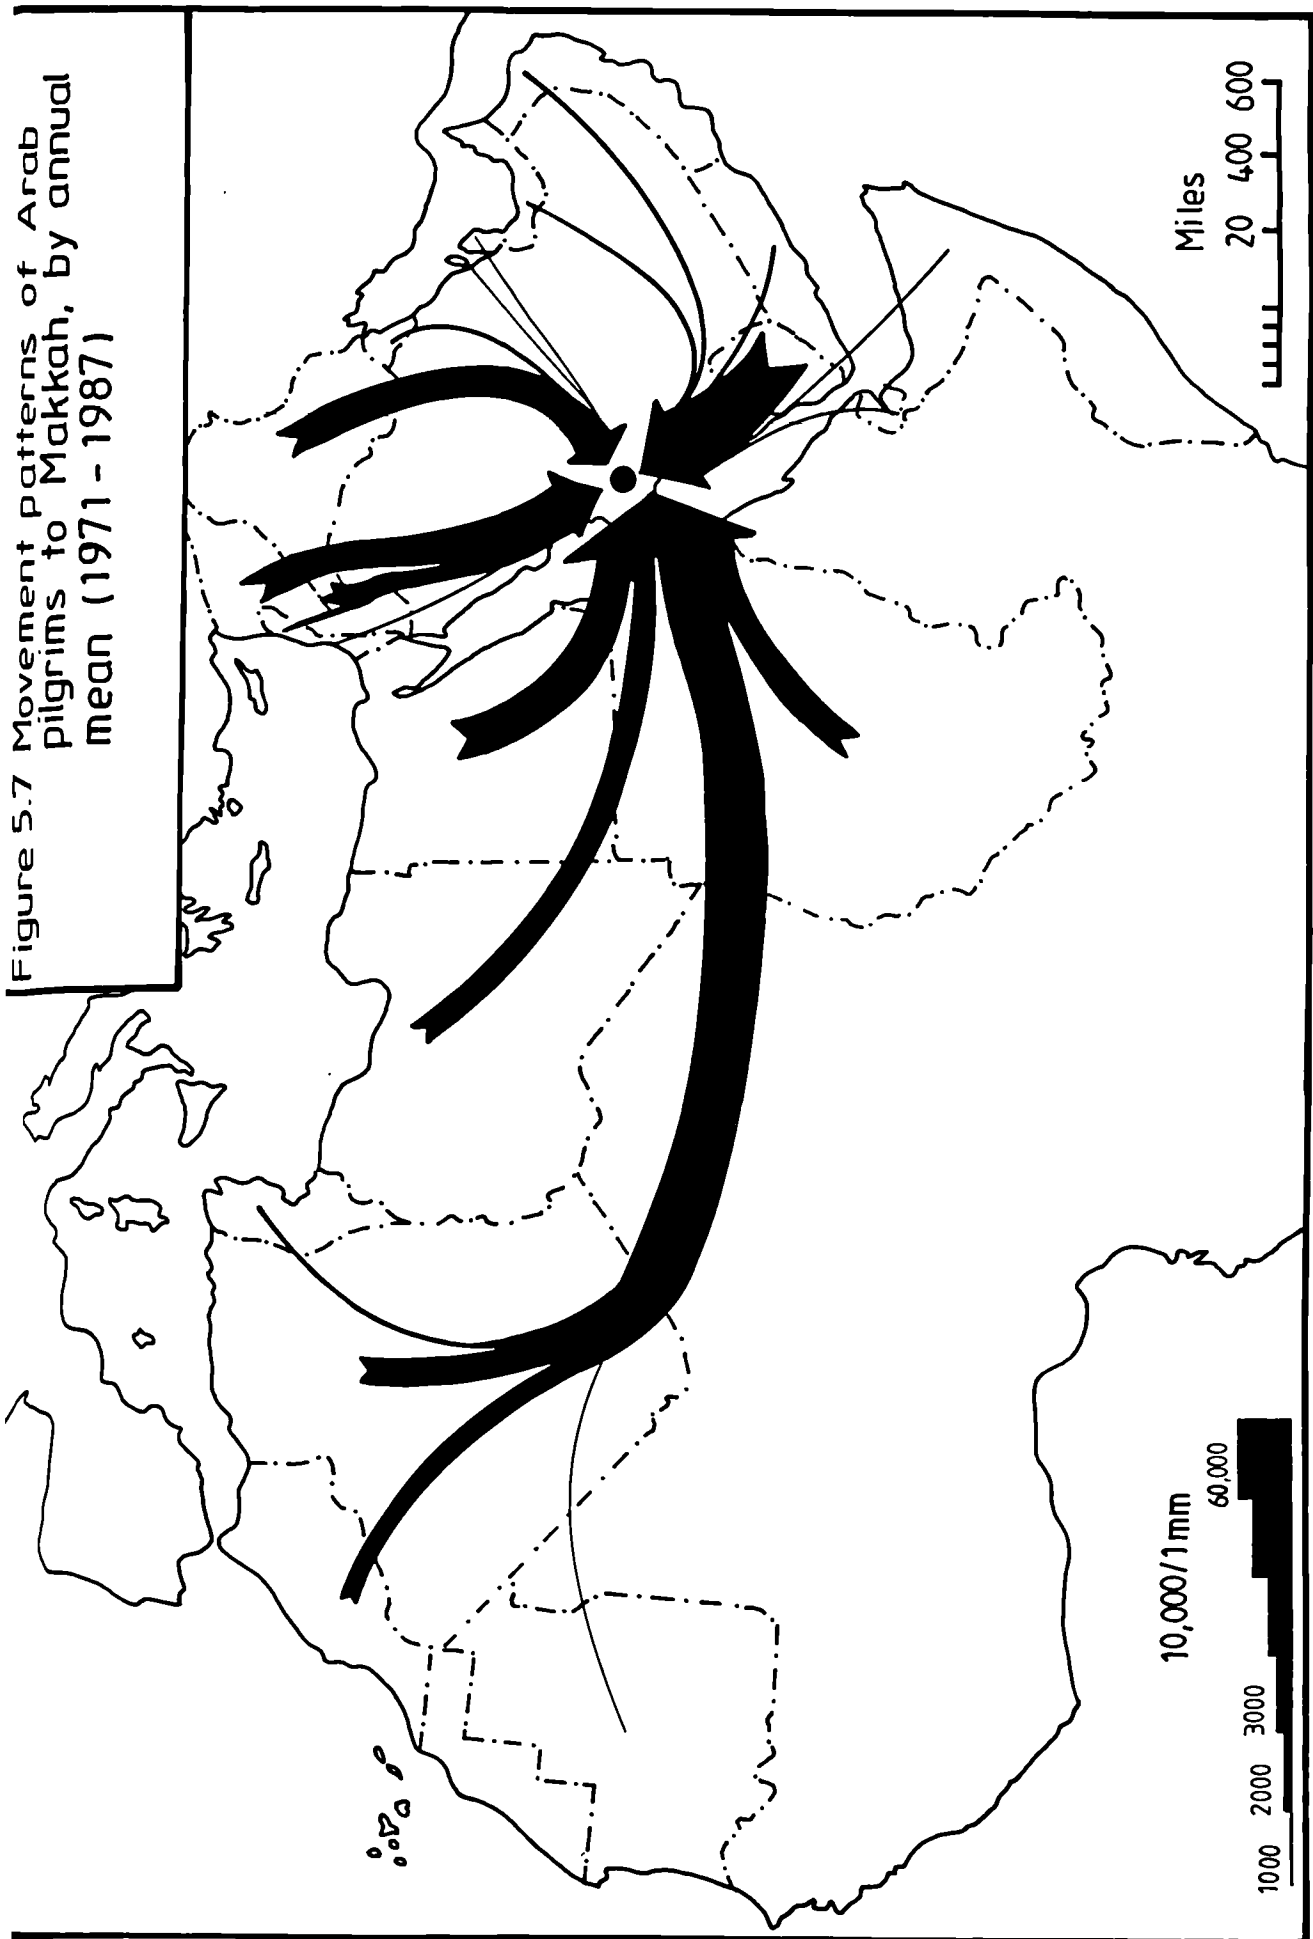 Figure 5.7 Movement patterns of Arab
pilgrims to Makkah, by annual
mean (1971-1987)
Miles
20 400 600
10,000/1mm
1000 2000 3000 60,000